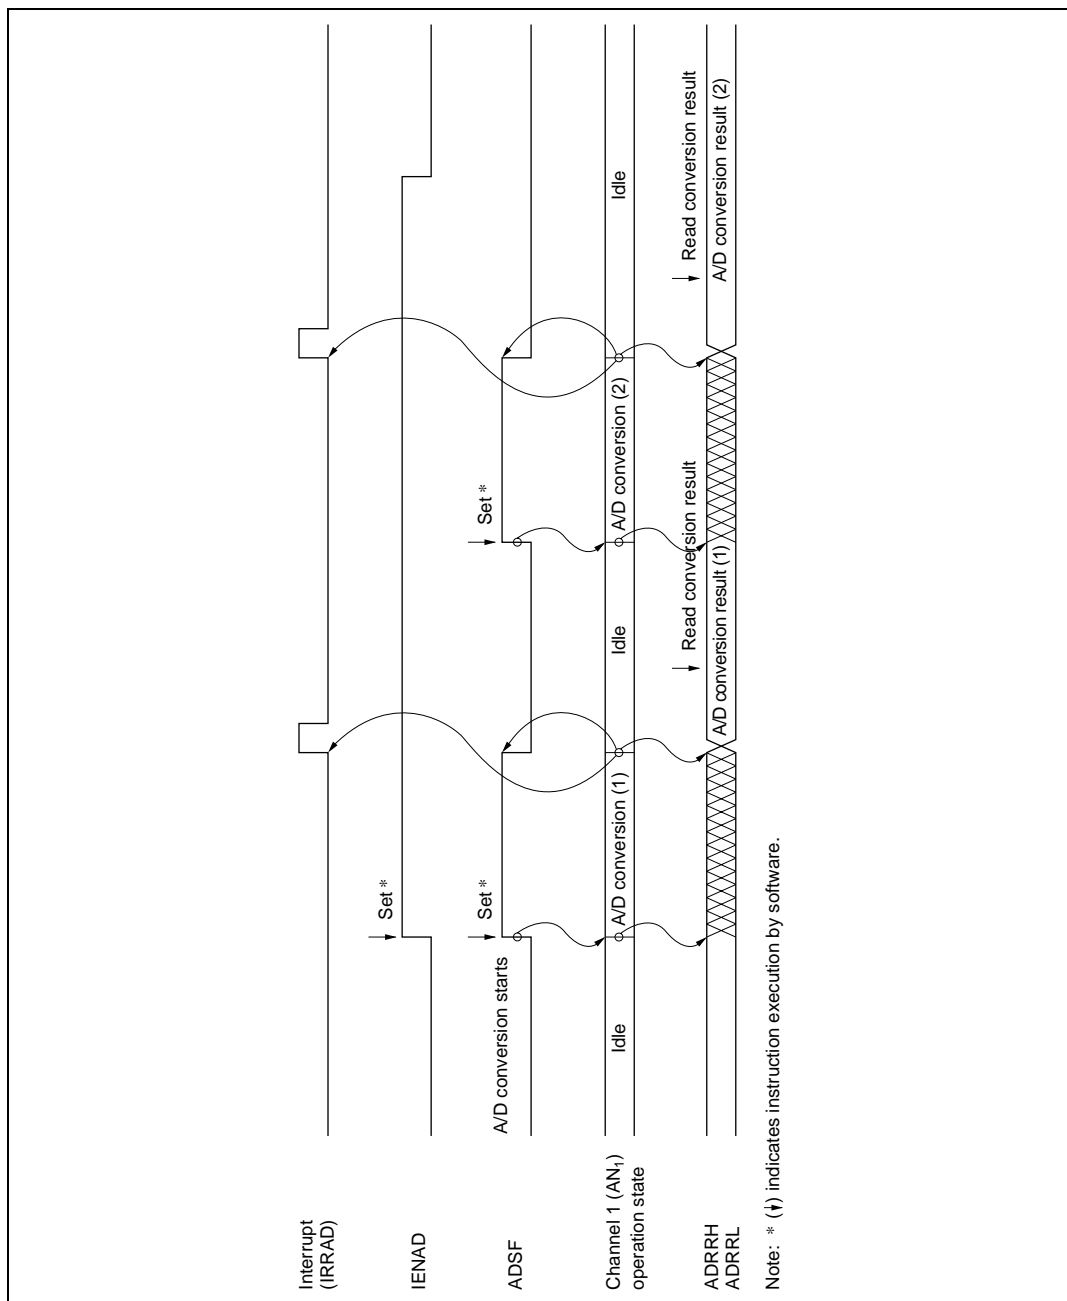 Interrupt
(IRRAD)
IENAD
Set *
ADSF
A/D conversion starts
Set *
Set *
Channel 1 (AN₁)
operation state
Idle
A/D conversion (1)
Idle
A/D conversion (2)
Idle
Read conversion result
Read conversion result
ADRRH
ADRRL
A/D conversion result (1)
A/D conversion result (2)
Note: * (↓) indicates instruction execution by software.